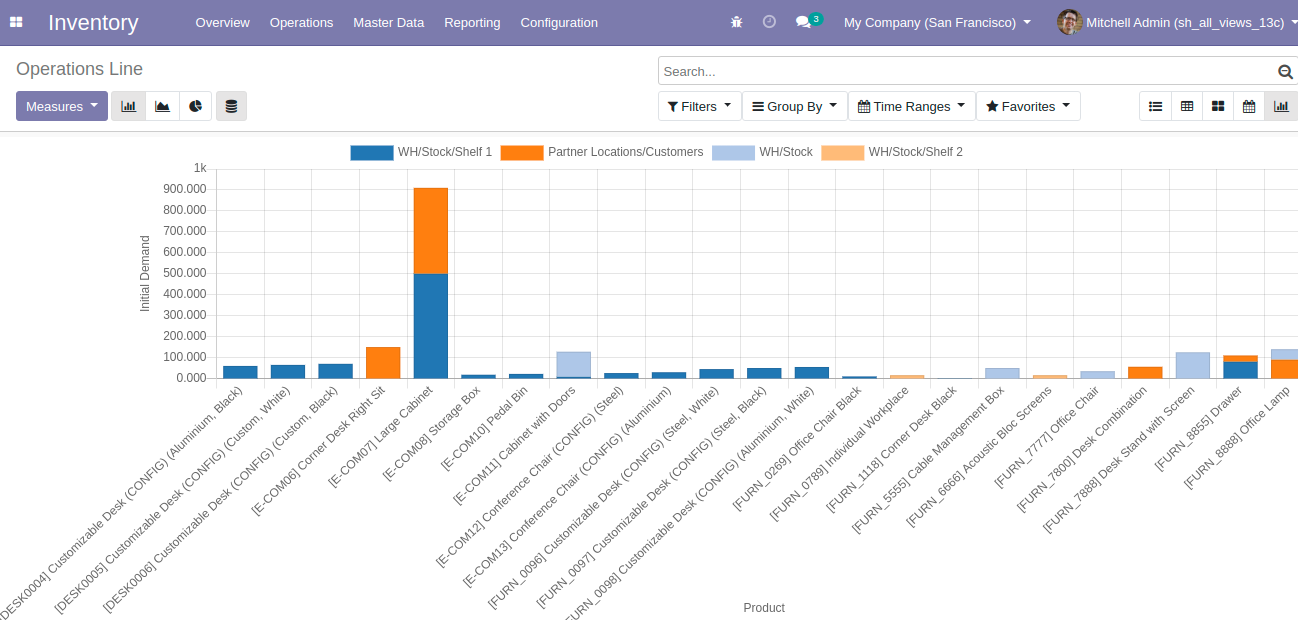 Inventory Overview Operations Master Data Reporting Configuration 3 My Company (San Francisco) Mitchell Admin (sh_all_views_13c)
Operations Line
Search...
Measures
Filters Group By Time Ranges Favorites
WH/Stock/Shelf 1 Partner Locations/Customers WH/Stock WH/Stock/Shelf 2
1k
900.000
800.000
700.000
600.000
500.000
400.000
300.000
200.000
100.000
0.000
Initial Demand
DESK0004] Customizable Desk (CONFIG) (Aluminium, Black)
[DESK0005] Customizable Desk (CONFIG) (Custom, White)
[DESK0006] Customizable Desk (CONFIG) (Custom, Black)
[E-COM06] Corner Desk Right Sit
[E-COM07] Large Cabinet
[E-COM08] Storage Box
[E-COM10] Pedal Bin
[E-COM11] Cabinet with Doors
[E-COM12] Conference Chair (CONFIG) (Steel)
[E-COM13] Conference Chair (CONFIG) (Aluminium)
[FURN_0096] Customizable Desk (CONFIG) (Steel, White)
[FURN_0097] Customizable Desk (CONFIG) (Steel, Black)
FURN_0098] Customizable Desk (CONFIG) (Aluminium, White)
[FURN_0269] Office Chair Black
[FURN_0789] Individual Workplace
[FURN_1118] Corner Desk Black
[FURN_5555] Cable Management Box
[FURN_6666] Acoustic Bloc Screens
[FURN_7777] Office Chair
[FURN_7800] Desk Combination
[FURN_7888] Desk Stand with Screen
[FURN_8855] Drawer
[FURN_8888] Office Lamp
Product